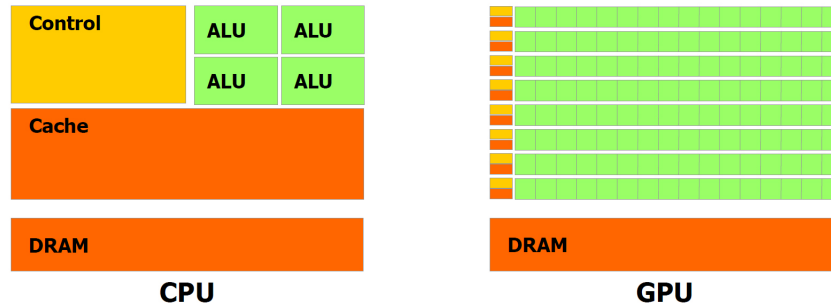 Control
ALU
ALU
ALU
ALU
Cache
DRAM
CPU
DRAM
GPU